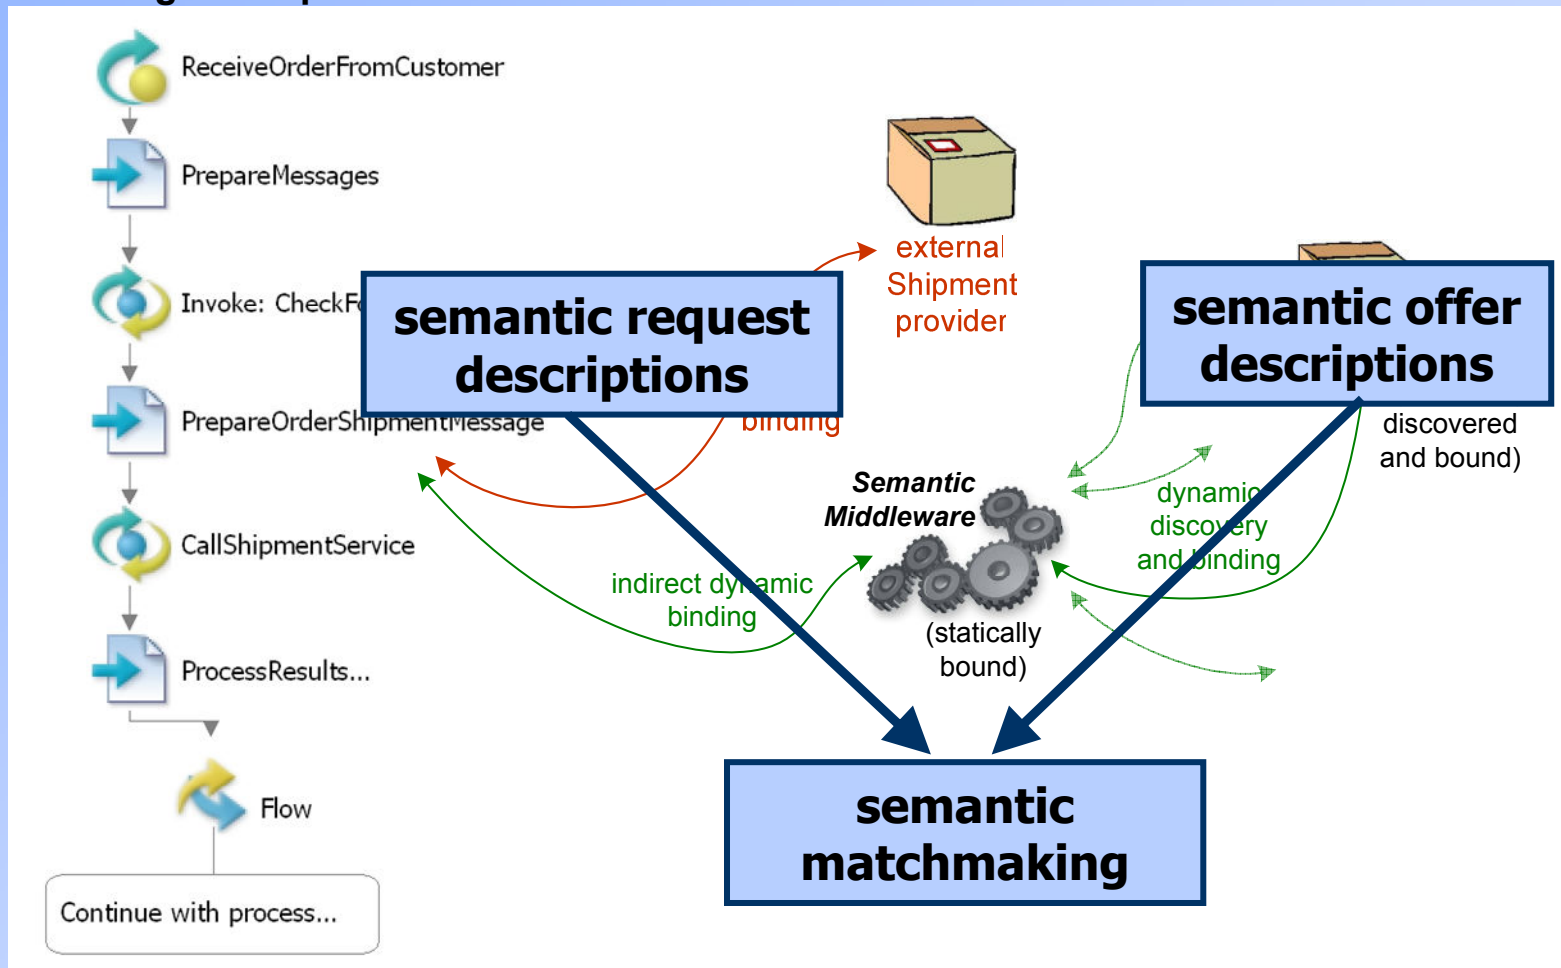 ReceiveOrderFromCustomer
PrepareMessages
Invoke: CheckFo
PrepareOrderShipmentMessage
CallShipmentService
ProcessResults...
Flow
Continue with process...
external
Shipment
provider
semantic request
descriptions
binding
semantic offer
descriptions
discovered
and bound)
Semantic
Middleware
(statically
bound)
dynamic
discovery
and binding
indirect dynamic
binding
semantic
matchmaking